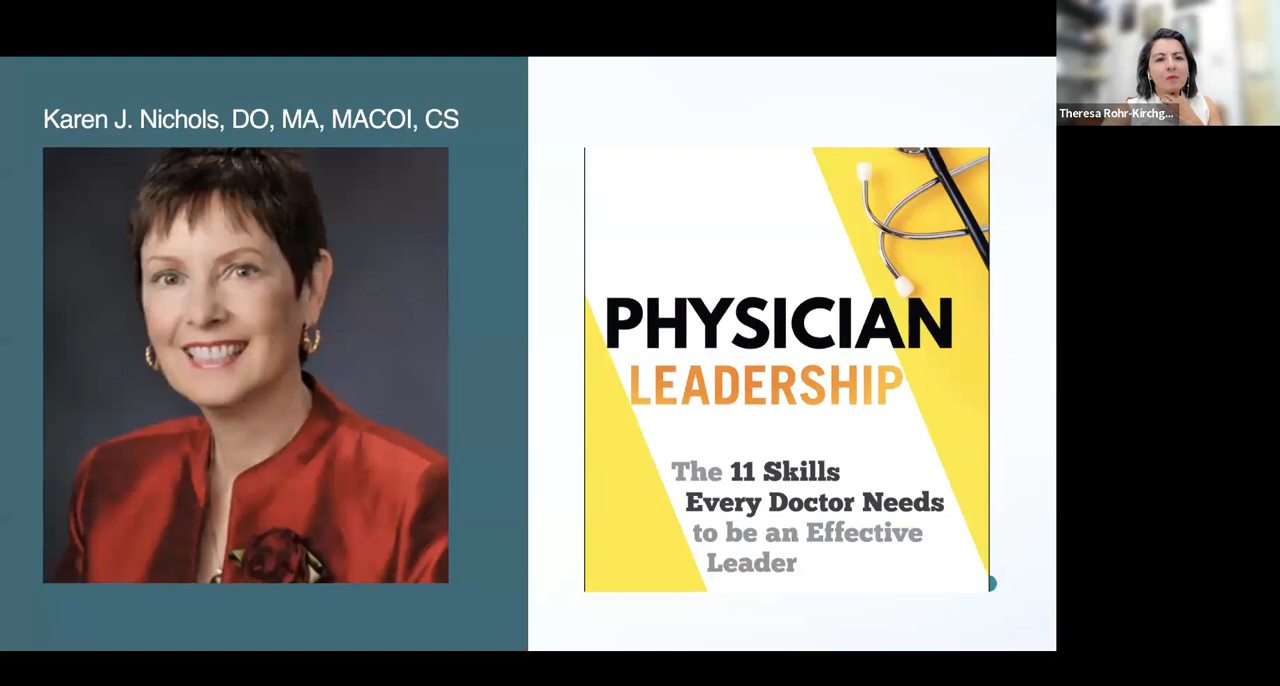 Karen J. Nichols, DO, MA, MACOI, CS
PHYSICIAN
LEADERSHIP
The 11 Skills
Every Doctor Needs
to be an Effective
Leader
Theresa Rohr-Kirchg...